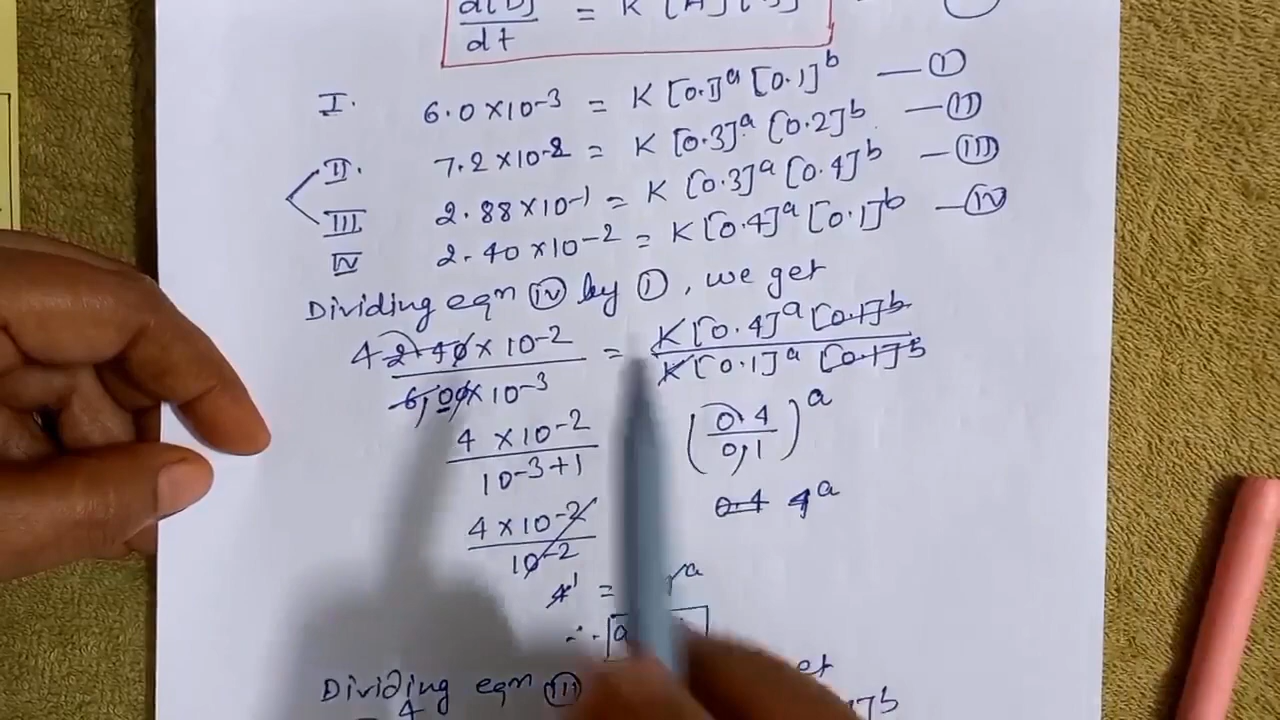 d[D]
dt = K [A]
I. 6.0 × 10-3 = K [0.1]a [0.1]b — I
II. 7.2 × 10-2 = K [0.3]a [0.2]b — II
III 2.88 × 10-1 = K [0.3]a [0.4]b — III
IV 2.40 × 10-2 = K [0.4]a [0.1]b — IV
Dividing eqn IV by I, we get
4 2.40 × 10-2 = K [0.4]a [0.1]b
6.00 × 10-3 K [0.1]a [0.1]b
4 × 10-2 (0.4)a
10-3+1 0.1
4 × 10-2 0.4 4a
10-2
41 = a
∴ a
Dividing eqn III et
4 b